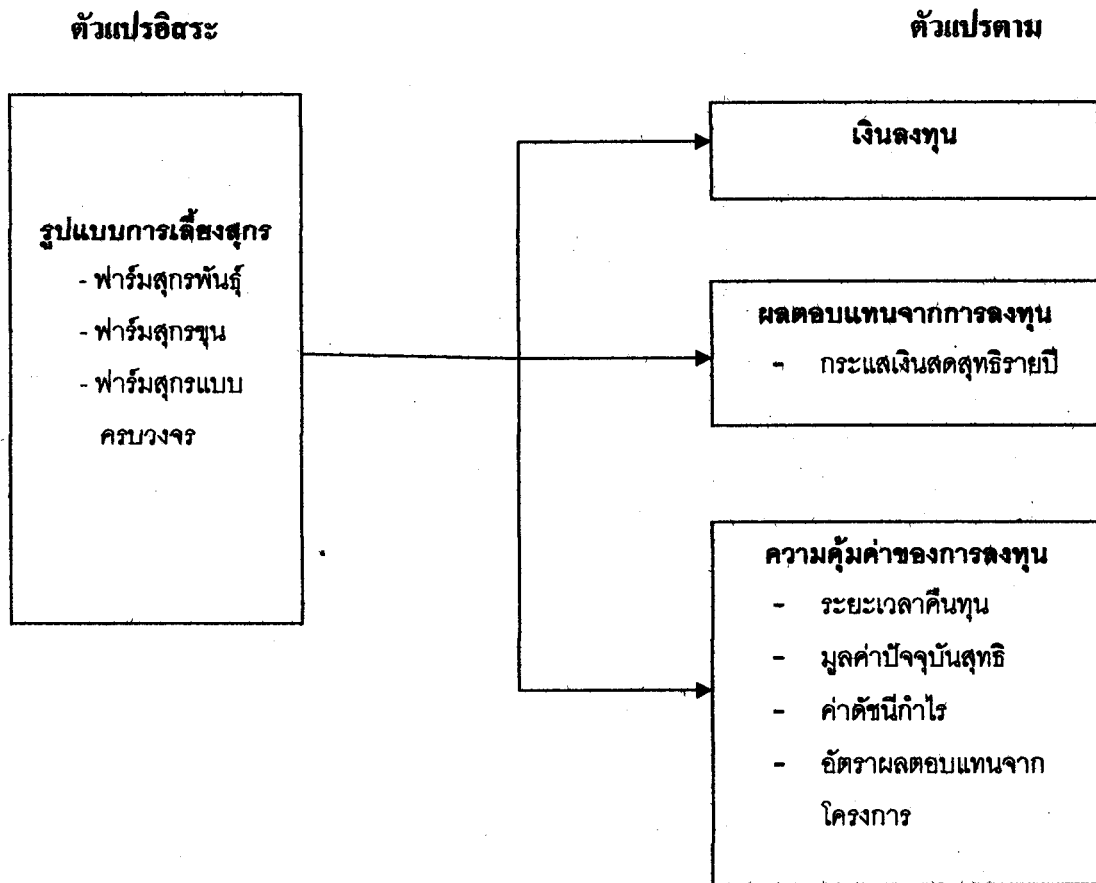 ตัวแปรอิสระ
ตัวแปรตาม
รูปแบบการเลี้ยงสุกร
- ฟาร์มสุกรพันธุ์
- ฟาร์มสุกรขุน
- ฟาร์มสุกรแบบ
ครบวงจร
เงินลงทุน
ผลตอบแทนจากการลงทุน
- กระแสเงินสดสุทธิรายปี
ความคุ้มค่าของการลงทุน
- ระยะเวลาคืนทุน
- มูลค่าปัจจุบันสุทธิ
- ค่าดัชนีกำไร
- อัตราผลตอบแทนจาก
โครงการ